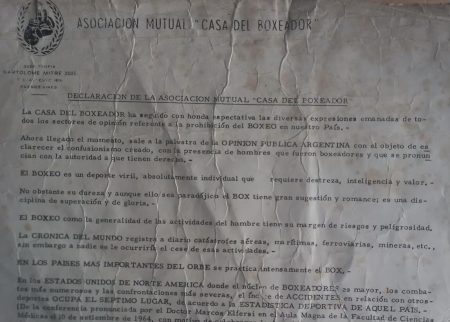 ASOCIACION MUTUAL "CASA DEL BOXEADOR"
SEDE PROPIA
BARTOLOME MITRE
BUENOS AIRES
DECLARACION DE LA ASOCIACION MUTUAL "CASA DEL BOXEADOR
La CASA DEL BOXEADOR ha seguido con honda espectativa las diversas expresiones emanadas de to-
dos los sectores de opinión referente a la prohibición del BOXEO en nuestro País, -
Ahora llegado el momento, sale a la palestra de la OPINION PUBLICA ARGENTINA con el objeto de es
clarecer el confusionismo creado, con la presencia de hombres que fueron boxeadores y que se pronun
cian con la autoridad a que tienen derecho, -
El BOXEO es un deporte viril, absolutamente individual que requiere destreza, inteligencia y valor, -
No obstante su dureza y aunque ello sea paradójico el BOX tiene gran sugestión y romance; es una dis-
ciplina de superación y de gloria, -
El BOXEO como la generalidad de las actividades del hombre tiene su margen de riesgos y peligrosidad,
La CRONICA DEL MUNDO registra a diario catástrofes aéreas, marítimas, ferroviarias, mineras, etc.,
sin embargo a nadie se le ocurriría el cese de esas actividades, -
EN LOS PAISES MAS IMPORTANTES DEL ORBE se practica intensamente el BOX, -
En los ESTADOS UNIDOS DE NORTE AMERICA donde el núcleo de BOXEADORES es mayor, los comba-
tes más numerosos y las confrontaciones más severas, el índice de ACCIDENTES en relación con otros
deportes OCUPA EL SEPTIMO LUGAR, de acuerdo a la ESTADISTICA DEPORTIVA DE AQUEL PAIS, -
(De la conferencia pronunciada por el Doctor Marcos Elfersi en el Aula Magna de la Facultad de Ciencias
Médicas el 10 de setiembre de 1964,